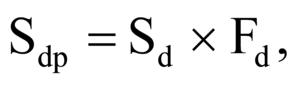 S_dp = S_d × F_d,